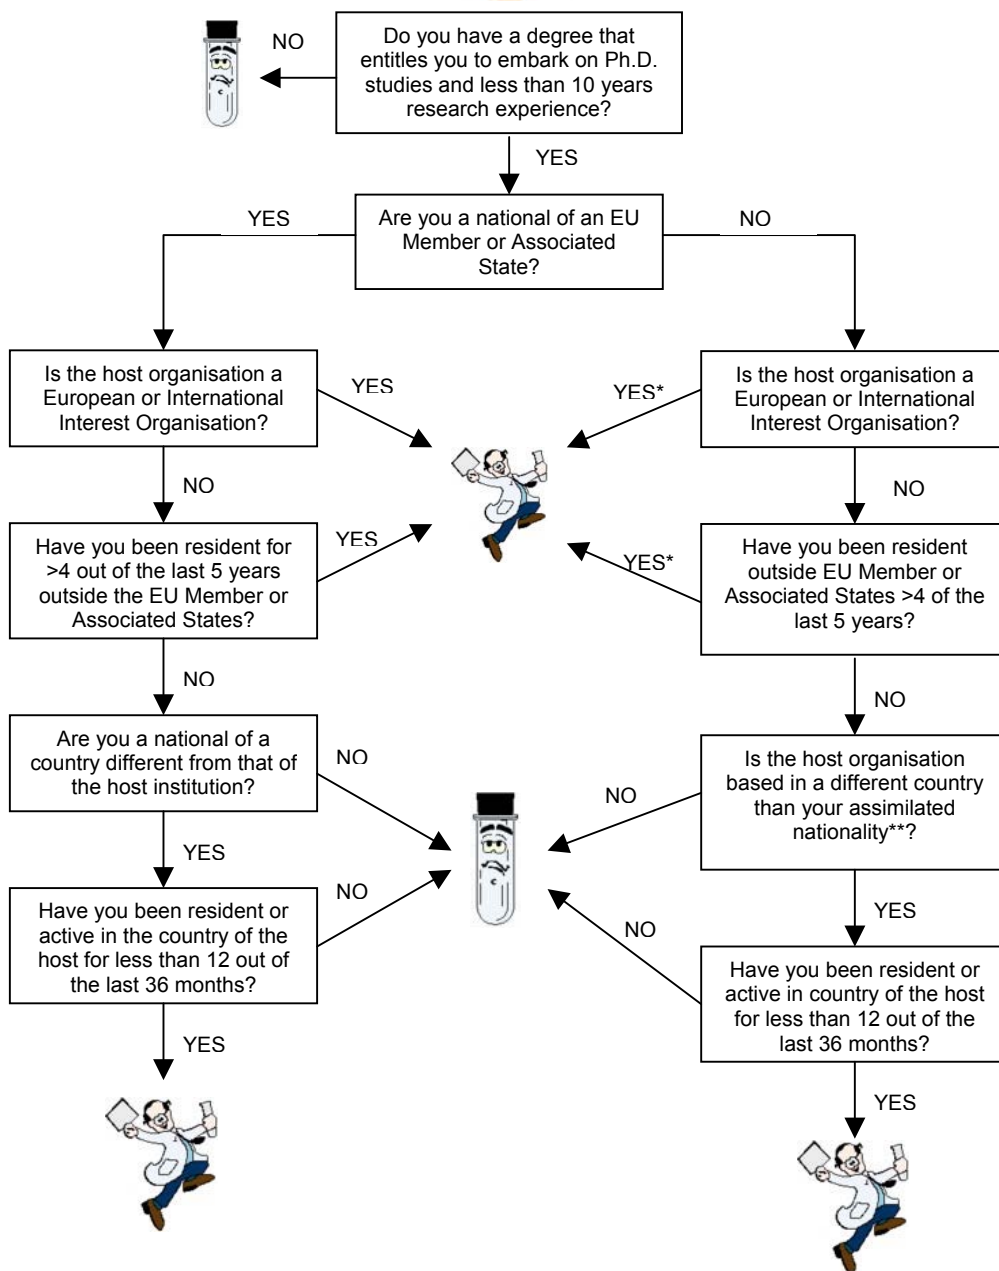 NO
Do you have a degree that
entitles you to embark on Ph.D.
studies and less than 10 years
research experience?
YES
YES
Are you a national of an EU
Member or Associated
State?
NO
Is the host organisation a
European or International
Interest Organisation?
YES
YES*
Is the host organisation a
European or International
Interest Organisation?
NO
NO
Have you been resident for
>4 out of the last 5 years
outside the EU Member or
Associated States?
YES
YES*
Have you been resident
outside EU Member or
Associated States >4 of the
last 5 years?
NO
NO
Are you a national of a
country different from that of
the host institution?
NO
NO
Is the host organisation
based in a different country
than your assimilated
nationality**?
YES
YES
Have you been resident or
active in the country of the
host for less than 12 out of
the last 36 months?
NO
NO
Have you been resident or
active in country of the host
for less than 12 out of the
last 36 months?
YES
YES